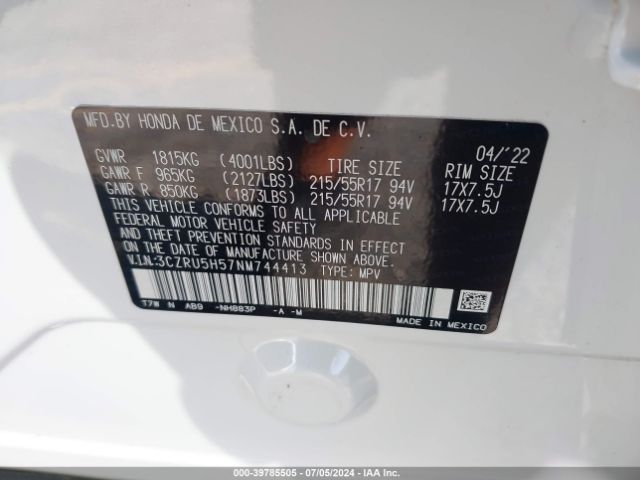 MFD.BY HONDA DE MEXICO S.A. DE C.V.
04/'22
GVWR 1815KG (4001LBS) TIRE SIZE RIM SIZE
GAWR F 965KG (2127LBS) 215/55R17 94V 17X7.5J
GAWR R 850KG (1873LBS) 215/55R17 94V 17X7.5J
THIS VEHICLE CONFORMS TO ALL APPLICABLE
FEDERAL MOTOR VEHICLE SAFETY
AND THEFT PREVENTION STANDARDS IN EFFECT
ON THE DATE OF MANUFACTURE SHOWN ABOVE.
V.I.N:3CZRU5H57NM744413 TYPE: MPV
T7W N AB9 -NH883P -A -M
MADE IN MEXICO
000-39785505 - 07/05/2024 - IAAI.COM